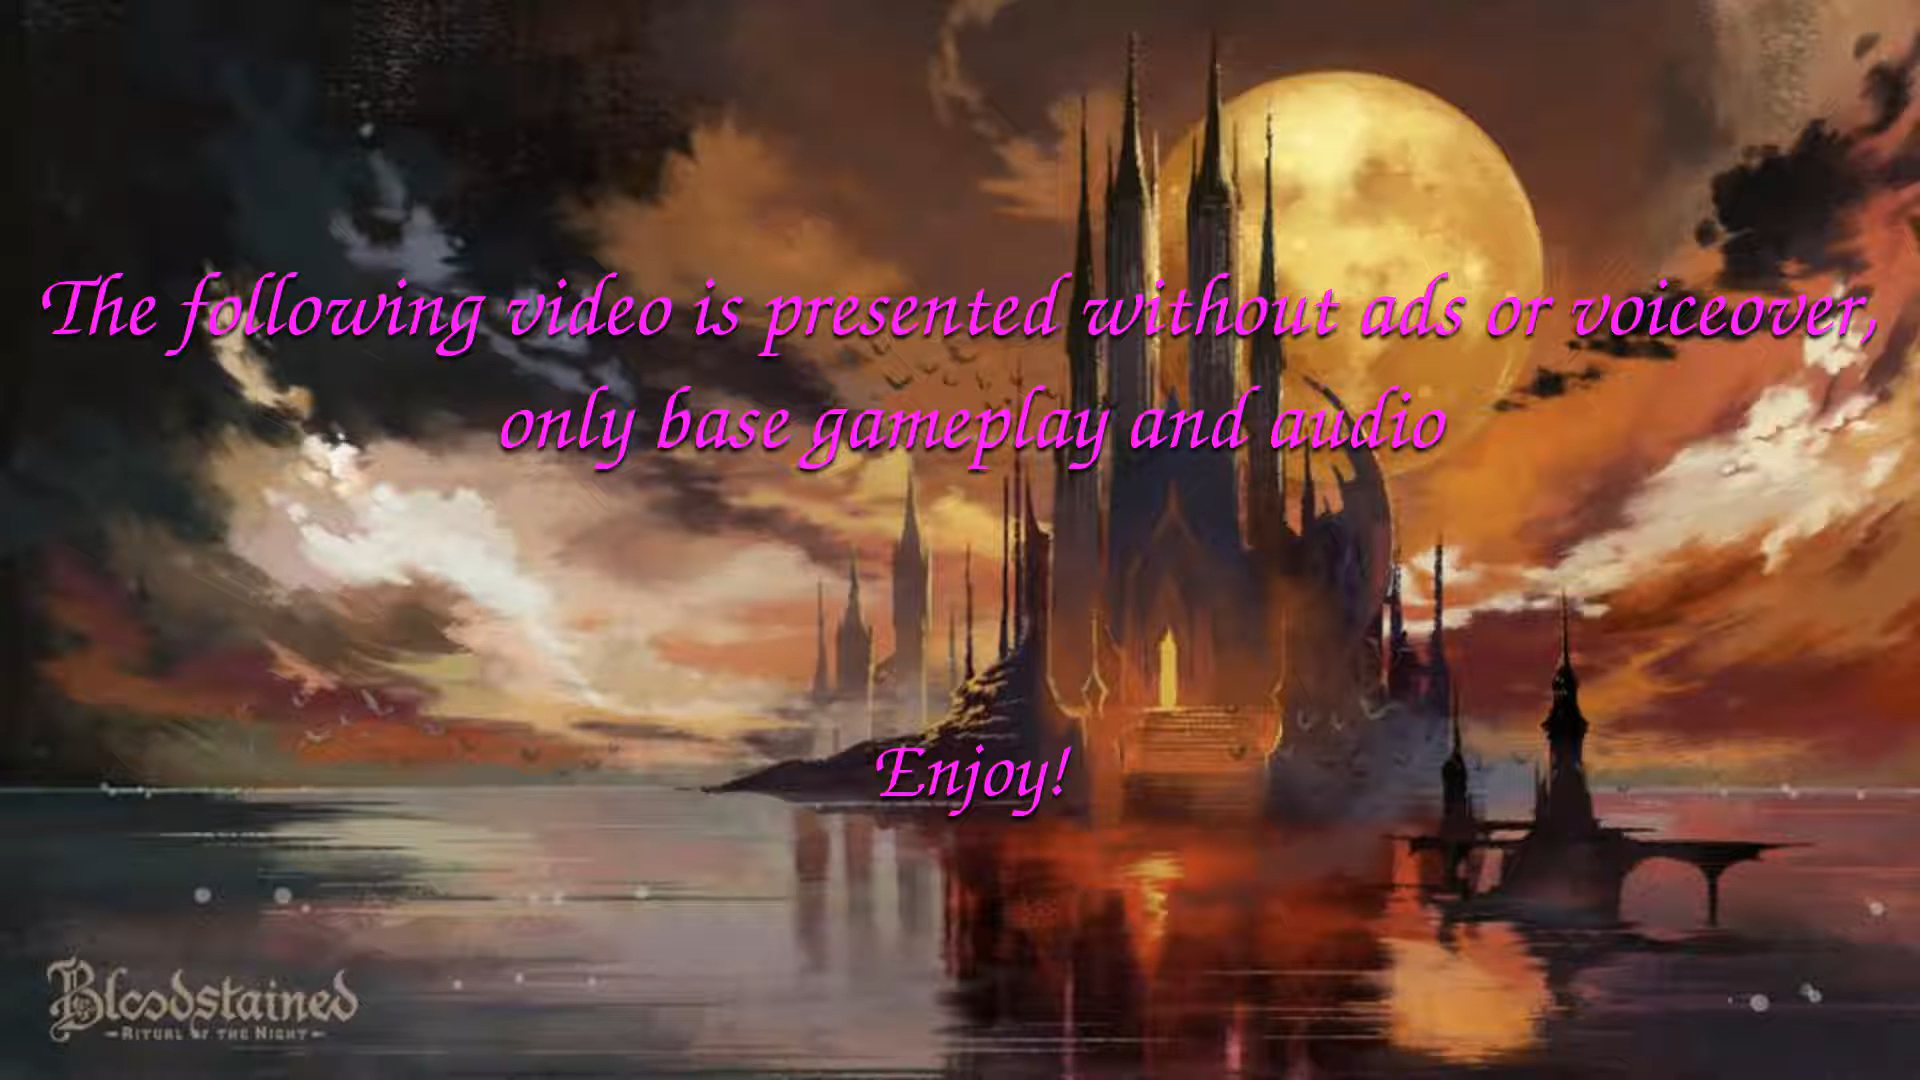 The following video is presented without ads or voiceover,
only base gameplay and audio
Enjoy!
Bloodstained
RITUAL OF THE NIGHT